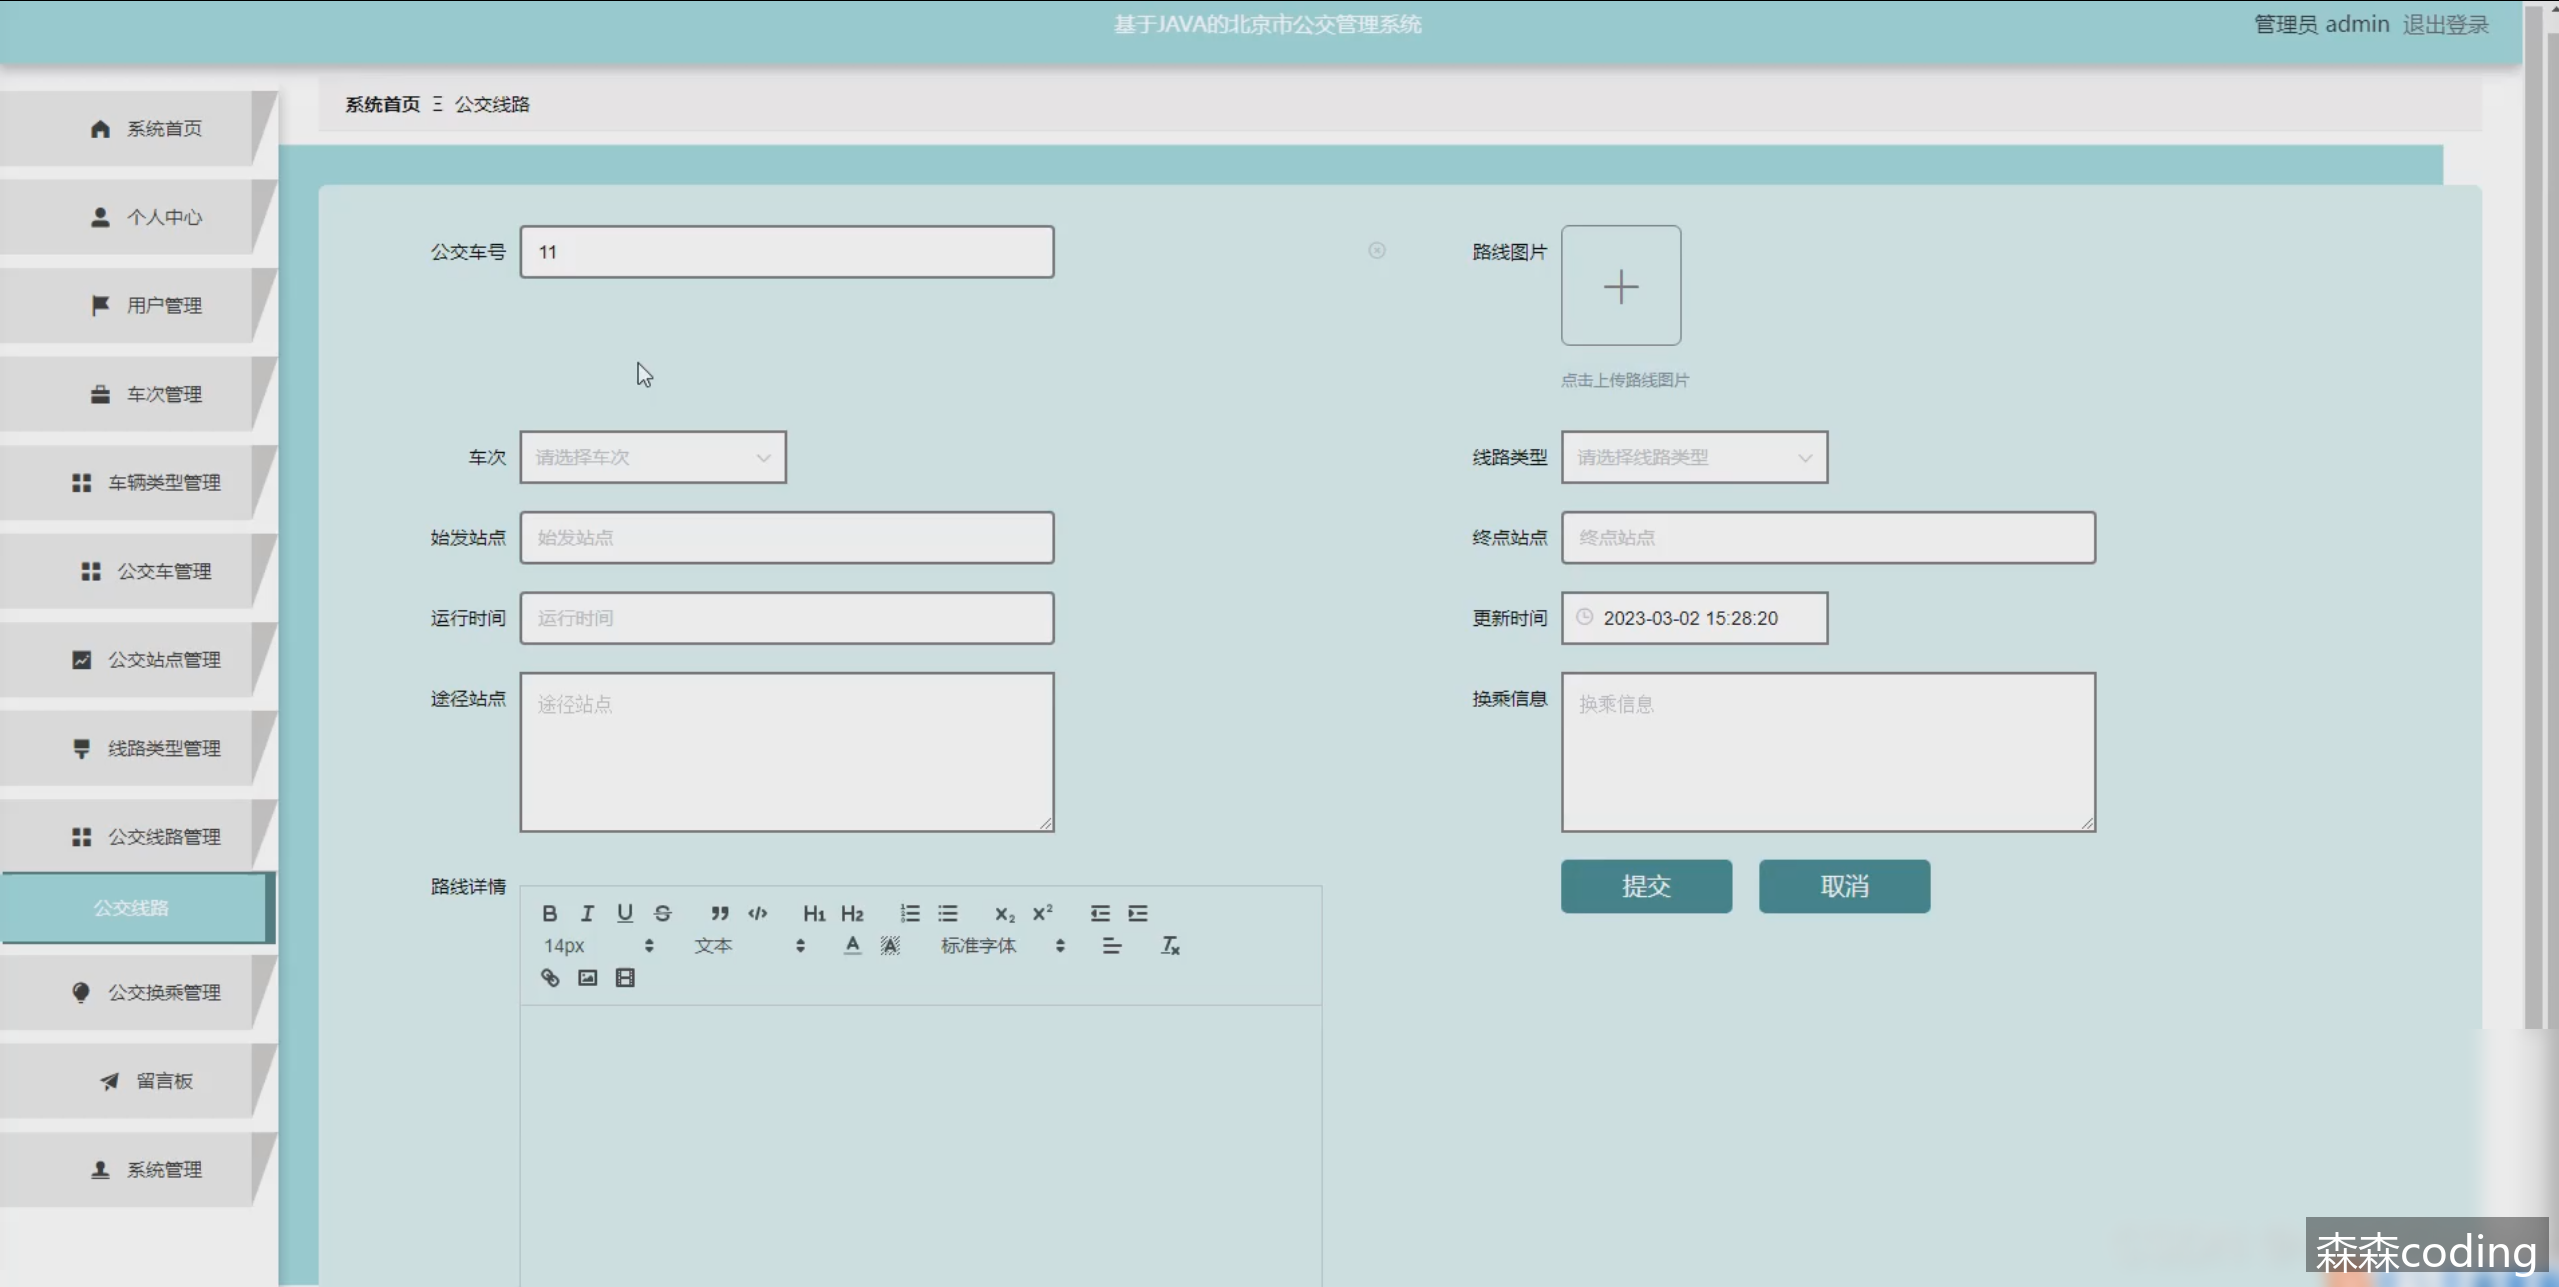 基于JAVA的北京市公交管理系统
管理员 admin 退出登录
系统首页 Ξ 公交线路
系统首页
个人中心
用户管理
车次管理
车辆类型管理
公交车管理
公交站点管理
线路类型管理
公交线路管理
公交线路
公交换乘管理
留言板
系统管理
公交车号 11
路线图片
点击上传路线图片
车次 请选择车次
线路类型 请选择线路类型
始发站点 始发站点
终点站点 终点站点
运行时间 运行时间
更新时间 2023-03-02 15:28:20
途径站点 途径站点
换乘信息 换乘信息
提交 取消
路线详情
B I U S H1 H2 X2 X²
14px 文本 A A 标准字体 Tx
森森coding